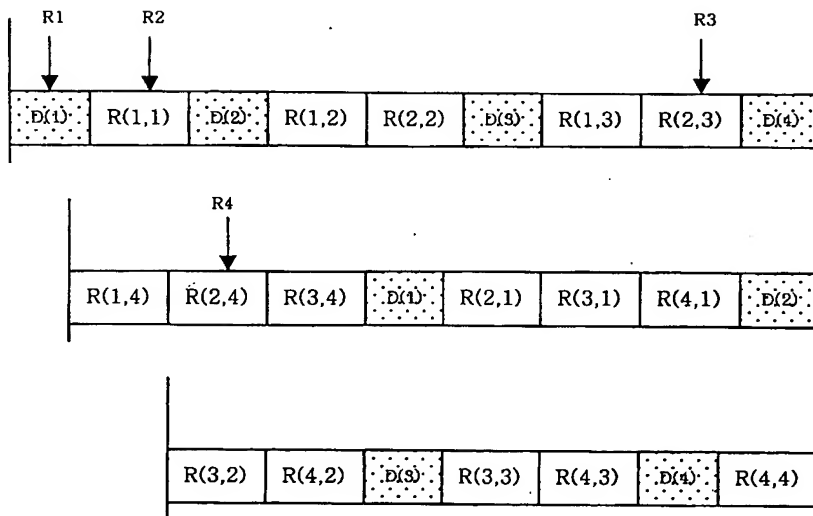 R1 R2 R3
D(1) R(1,1) D(2) R(1,2) R(2,2) D(3) R(1,3) R(2,3) D(4)
R4
R(1,4) R(2,4) R(3,4) D(1) R(2,1) R(3,1) R(4,1) D(2)
R(3,2) R(4,2) D(3) R(3,3) R(4,3) D(4) R(4,4)